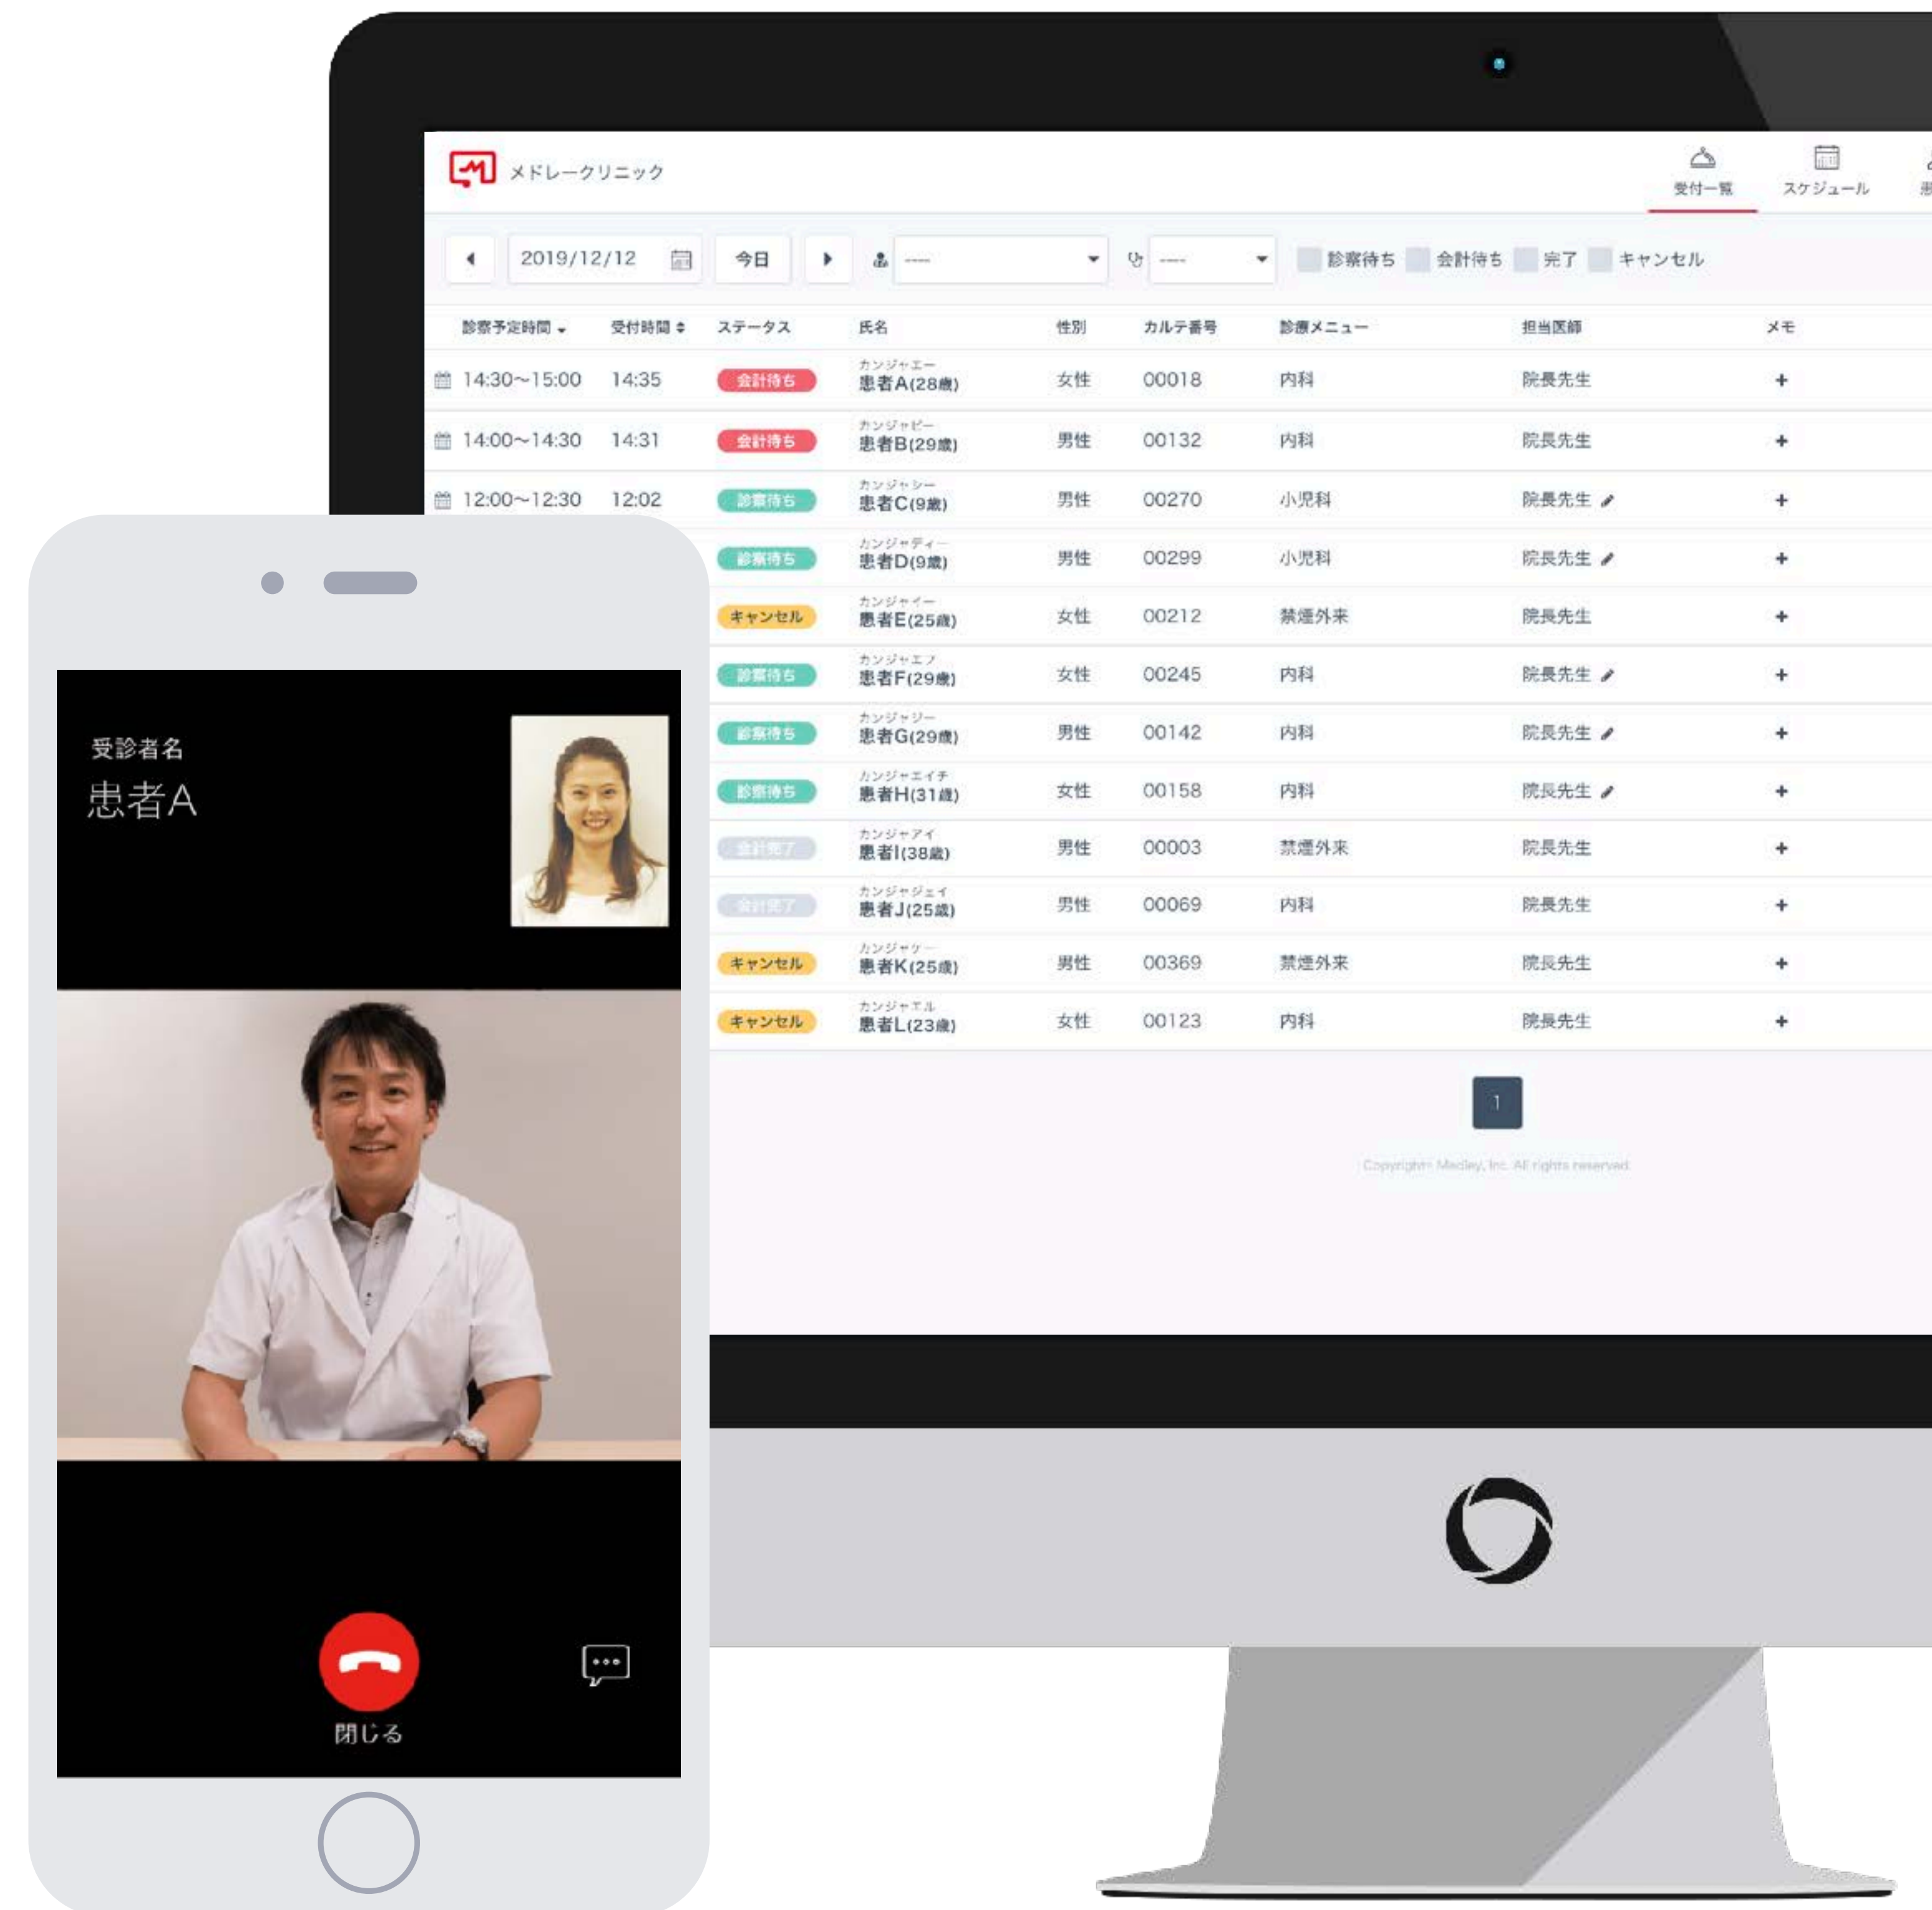 メドレークリニック
受付一覧
スケジュール
2019/12/12
今日
----
----
診察待ち
会計待ち
完了
キャンセル
診察予定時間 受付時間 ステータス 氏名 性別 カルテ番号 診療メニュー 担当医師 メモ
カンジャエー
14:30〜15:00 14:35 会計待ち 患者A(28歳) 女性 00018 内科 院長先生 +
カンジャビー
14:00〜14:30 14:31 会計待ち 患者B(29歳) 男性 00132 内科 院長先生 +
カンジャシー
12:00〜12:30 12:02 診察待ち 患者C(9歳) 男性 00270 小児科 院長先生 +
カンジャディー
診察待ち 患者D(9歳) 男性 00299 小児科 院長先生 +
カンジャイー
キャンセル 患者E(25歳) 女性 00212 禁煙外来 院長先生 +
カンジャエフ
診察待ち 患者F(29歳) 女性 00245 内科 院長先生 +
カンジャジー
診察待ち 患者G(29歳) 男性 00142 内科 院長先生 +
カンジャエイチ
診察待ち 患者H(31歳) 女性 00158 内科 院長先生 +
カンジャアイ
会計完了 患者I(38歳) 男性 00003 禁煙外来 院長先生 +
カンジャジェイ
会計完了 患者J(25歳) 男性 00069 内科 院長先生 +
カンジャケー
キャンセル 患者K(25歳) 男性 00369 禁煙外来 院長先生 +
カンジャエル
キャンセル 患者L(23歳) 女性 00123 内科 院長先生 +
1
Copyright© Medley, Inc. All rights reserved.
受診者名
患者A
閉じる